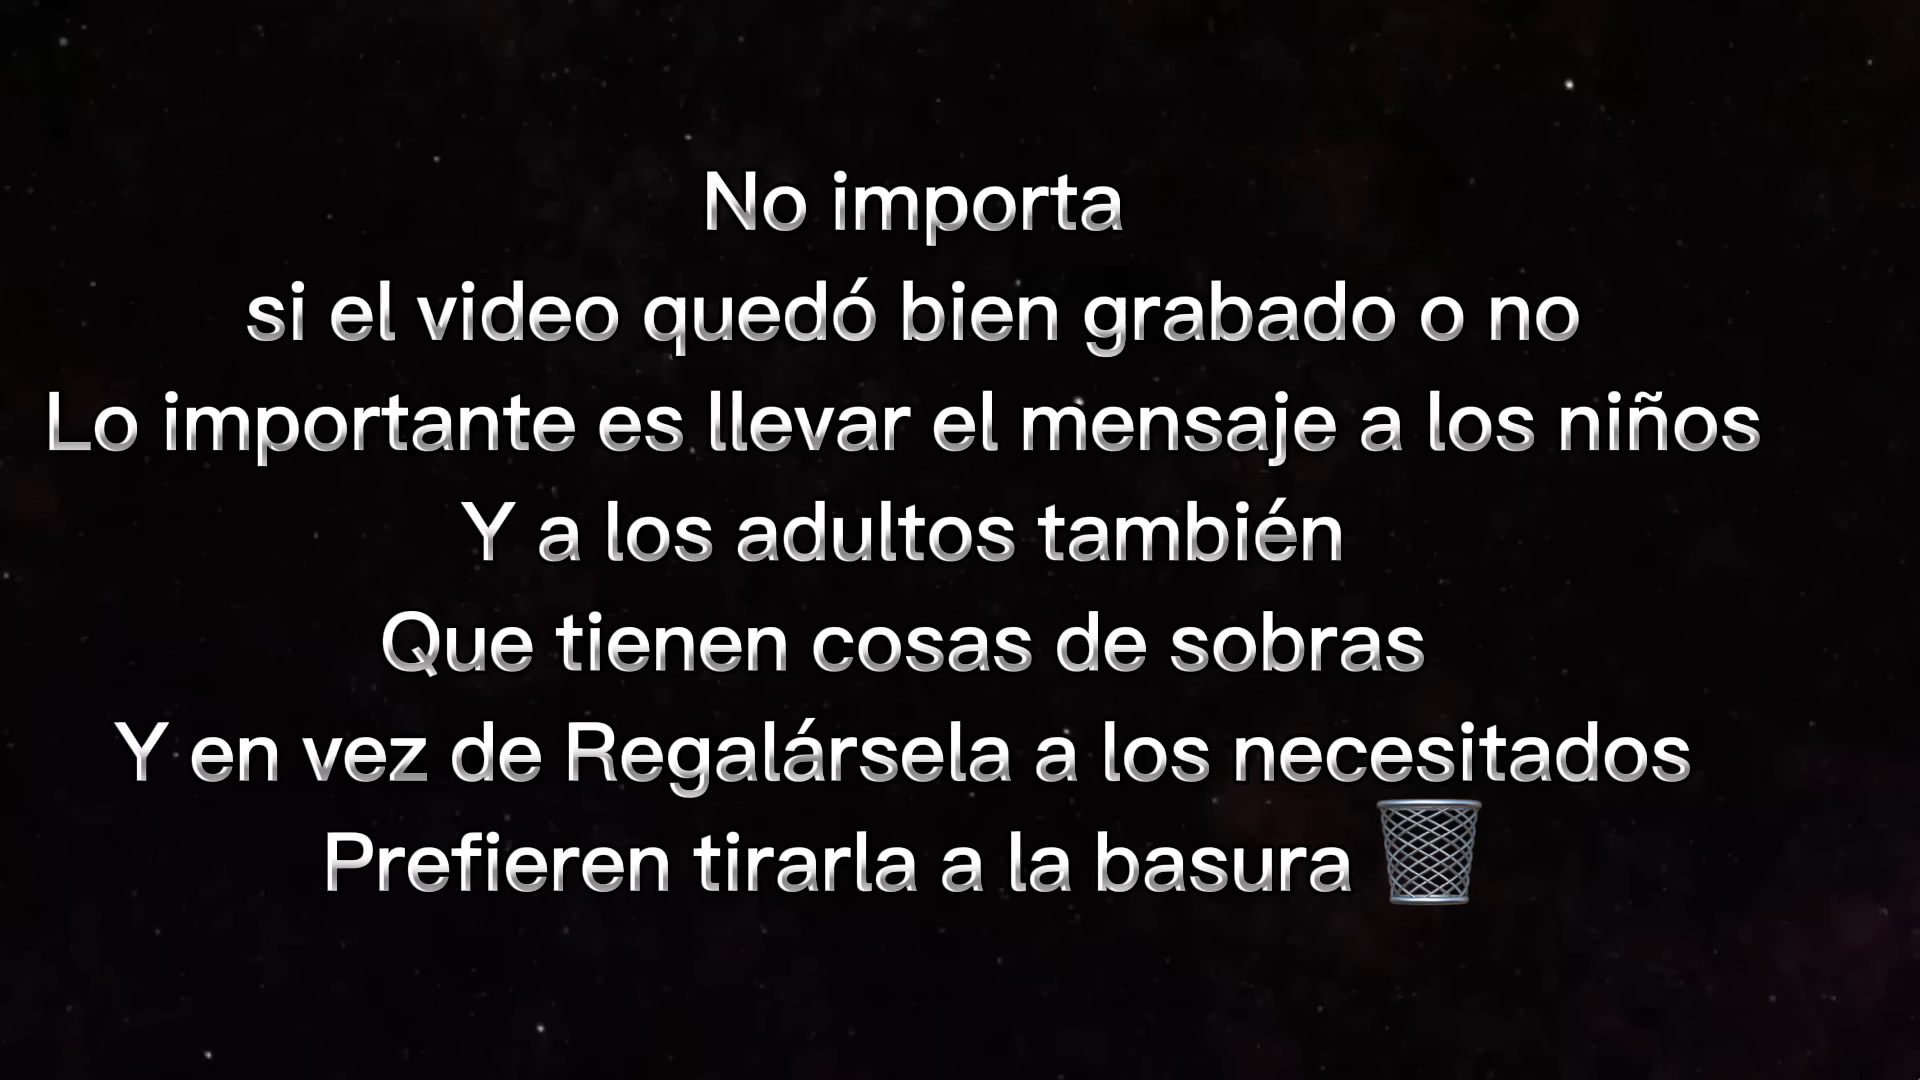 No importa
si el video quedó bien grabado o no
Lo importante es llevar el mensaje a los niños
Y a los adultos también
Que tienen cosas de sobras
Y en vez de Regalársela a los necesitados
Prefieren tirarla a la basura 🗑️